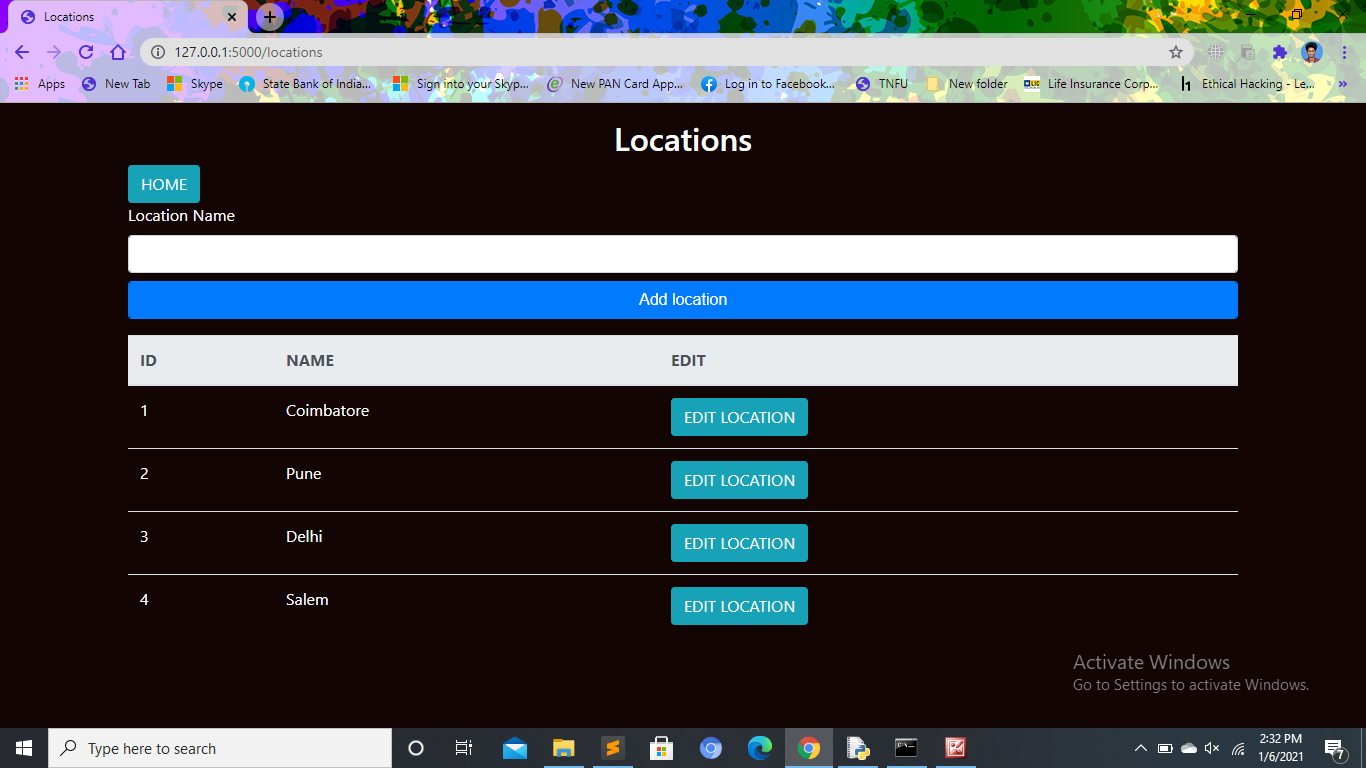 Locations
127.0.0.1:5000/locations
Apps New Tab Skype State Bank of India... Sign into your Skyp... New PAN Card App... Log in to Facebook... TNFU New folder Life Insurance Corp... Ethical Hacking - Le... »
Locations
HOME
Location Name
Add location
ID NAME EDIT
1 Coimbatore EDIT LOCATION
2 Pune EDIT LOCATION
3 Delhi EDIT LOCATION
4 Salem EDIT LOCATION
Activate Windows
Go to Settings to activate Windows.
Type here to search
2:32 PM
1/6/2021
7